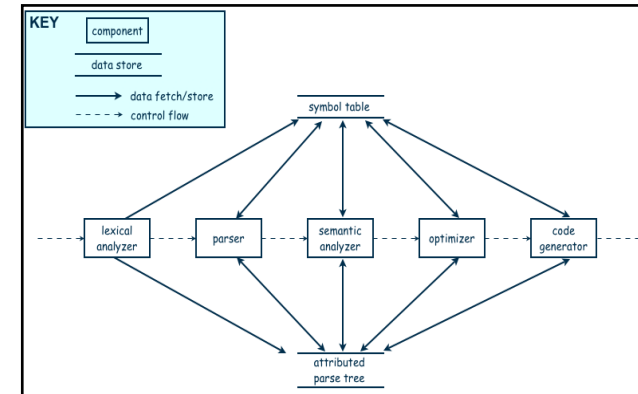 KEY
component
data store
data fetch/store
control flow
symbol table
lexical
analyzer
parser
semantic
analyzer
optimizer
code
generator
attributed
parse tree